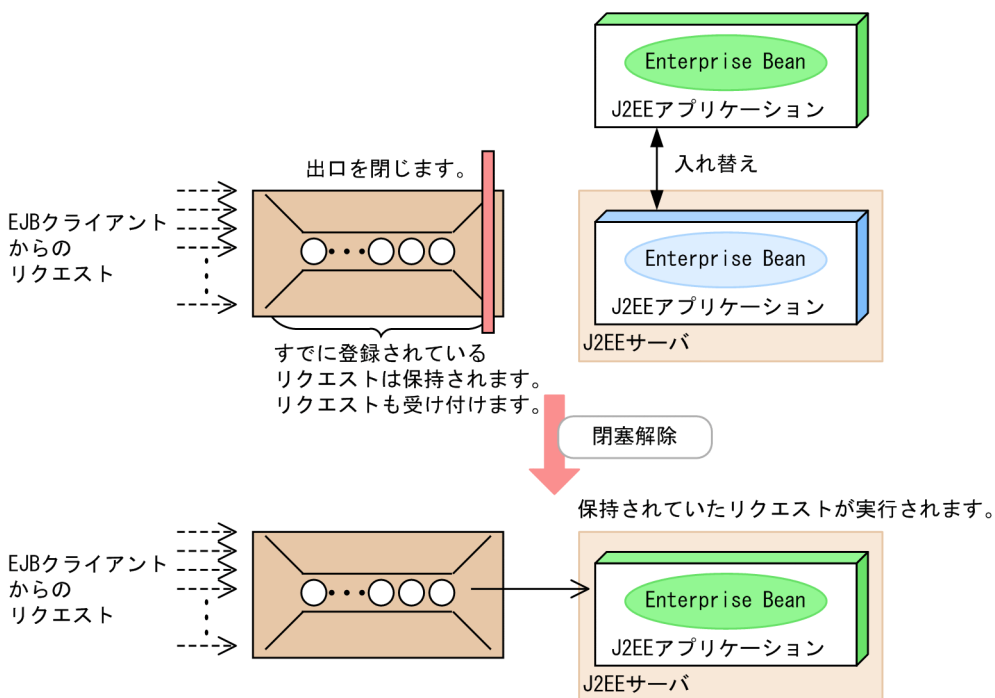 Enterprise Bean
J2EEアプリケーション
入れ替え
出口を閉じます。
EJBクライアント
からの
リクエスト
Enterprise Bean
J2EEアプリケーション
J2EEサーバ
すでに登録されている
リクエストは保持されます。
リクエストも受け付けます。
閉塞解除
保持されていたリクエストが実行されます。
EJBクライアント
からの
リクエスト
Enterprise Bean
J2EEアプリケーション
J2EEサーバ